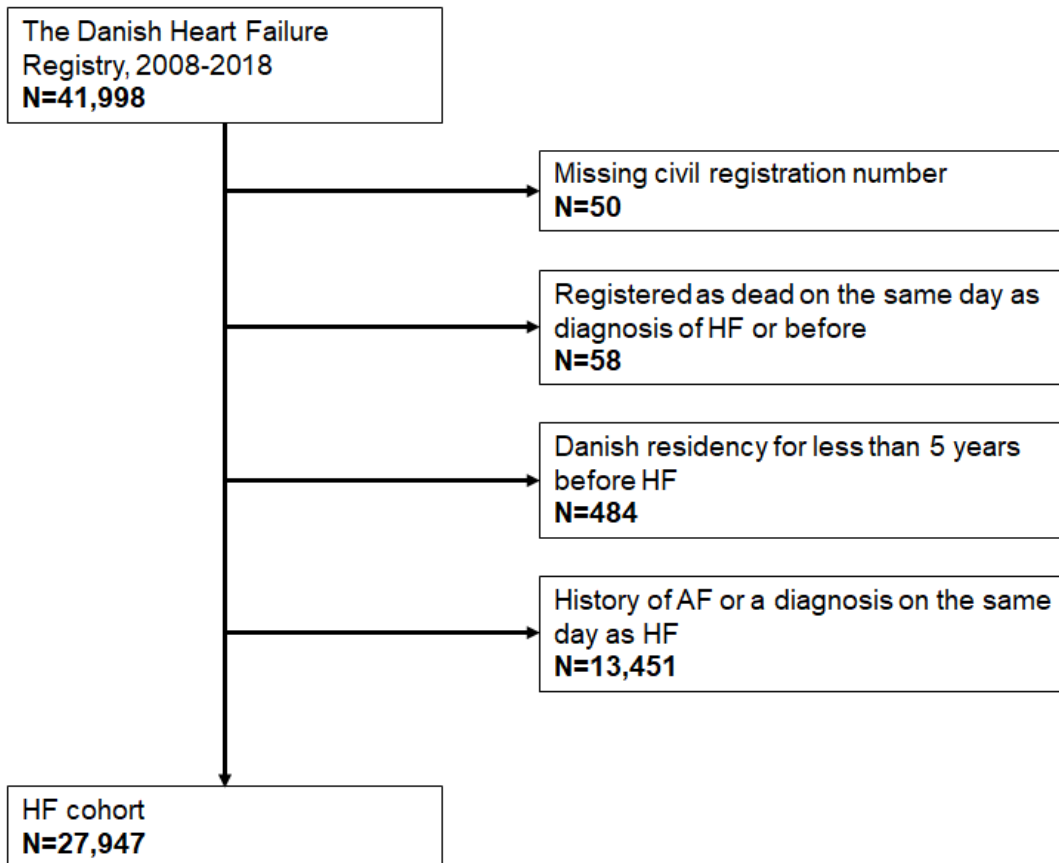 The Danish Heart Failure
Registry, 2008-2018
N=41,998
Missing civil registration number
N=50
Registered as dead on the same day as
diagnosis of HF or before
N=58
Danish residency for less than 5 years
before HF
N=484
History of AF or a diagnosis on the same
day as HF
N=13,451
HF cohort
N=27,947